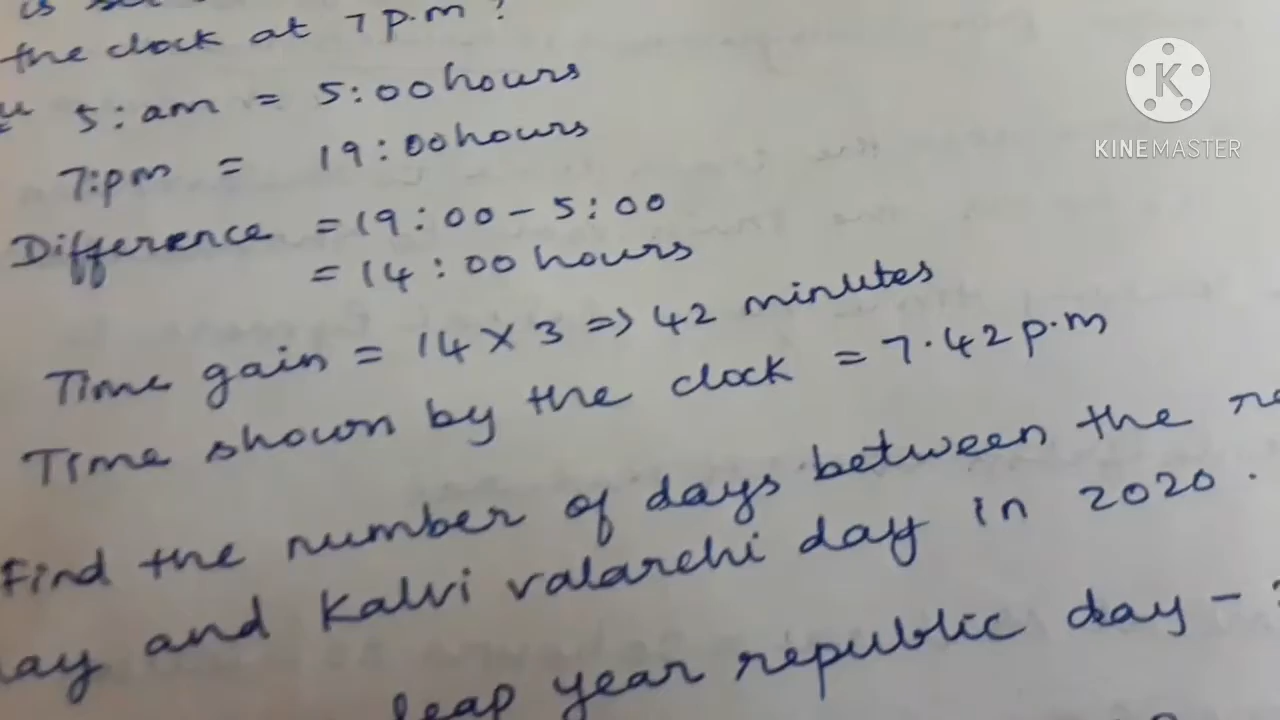 is
the clock at 7 p.m?
5:am = 5:00 hours
7:pm = 19:00 hours
Difference = 19:00 - 5:00
= 14:00 hours
Time gain = 14 x 3 => 42 minutes
Time shown by the clock = 7.42 p.m
Find the number of days between the
and Kalvi valarchi day in 2020.
leap year republic day -
K
KINEMASTER